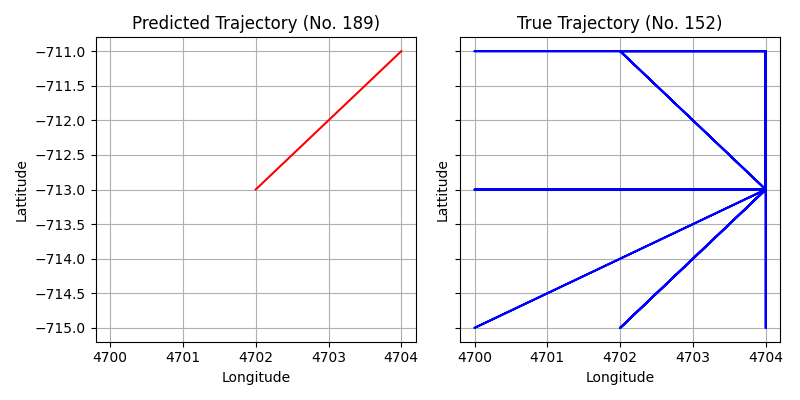 Predicted Trajectory (No. 189)
True Trajectory (No. 152)
−711.0
−711.5
−712.0
−712.5
−713.0
−713.5
−714.0
−714.5
−715.0
Lattitude
Lattitude
4700 4701 4702 4703 4704
4700 4701 4702 4703 4704
Longitude
Longitude